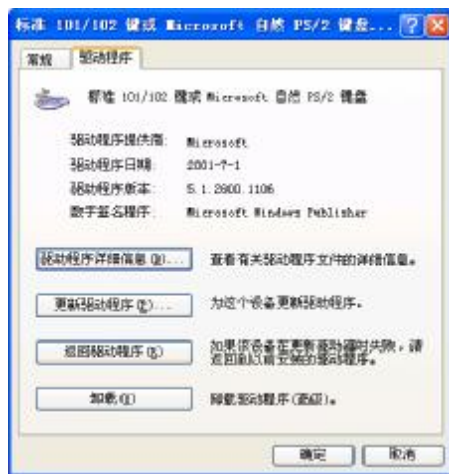 标准 101/102 键或 Microsoft 自然 PS/2 键盘...
常规 驱动程序
标准 101/102 键或 Microsoft 自然 PS/2 键盘
驱动程序提供商: Microsoft
驱动程序日期: 2001-7-1
驱动程序版本: 5.1.2600.1106
数字签名程序: Microsoft Windows Publisher
驱动程序详细信息(D)... 查看有关驱动程序文件的详细信息。
更新驱动程序(P)... 为这个设备更新驱动程序。
返回驱动程序(R) 如果该设备在更新驱动程序时失败，请
返回到以前安装的驱动程序。
卸载(U) 卸载驱动程序(高级)。
确定 取消